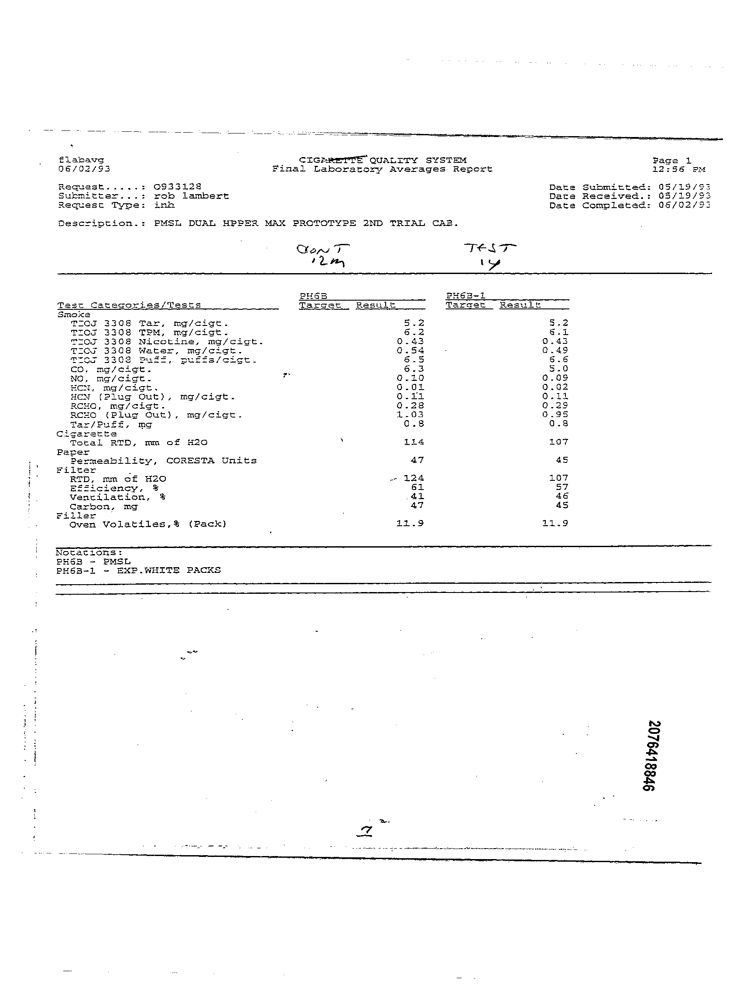 flabavg CIGARETTE QUALITY SYSTEM Page 1
06/02/93 Final Laboratory Averages Report 12:56 PM
Request.....: O933128 Date Submitted: 05/19/93
Submitter...: rob lambert Date Received.: 05/19/93
Request Type: inh Date Completed: 06/02/93
Description.: PMSL DUAL HPPER MAX PROTOTYPE 2ND TRIAL CAB.
CONT TEST
12m 14
PH6B PH6B-1
Test Categories/Tests Target Result Target Result
Smoke
TIOJ 3308 Tar, mg/cigt. 5.2 5.2
TIOJ 3308 TPM, mg/cigt. 6.2 6.1
TIOJ 3308 Nicotine, mg/cigt. 0.43 0.43
TIOJ 3308 Water, mg/cigt. 0.54 0.49
TIOJ 3308 Puff, puffs/cigt. 6.5 6.6
CO, mg/cigt. 6.3 5.0
NO, mg/cigt. 0.10 0.09
HCN, mg/cigt. 0.01 0.02
HCN (Plug Out), mg/cigt. 0.11 0.11
RCHO, mg/cigt. 0.28 0.29
RCHO (Plug Out), mg/cigt. 1.03 0.95
Tar/Puff, mg 0.8 0.8
Cigarette
Total RTD, mm of H2O 114 107
Paper
Permeability, CORESTA Units 47 45
Filter
RTD, mm of H2O 124 107
Efficiency, % 61 57
Ventilation, % 41 46
Carbon, mg 47 45
Filler
Oven Volatiles,% (Pack) 11.9 11.9
Notations:
PH6B - PMSL
PH6B-1 - EXP.WHITE PACKS
2076418846
7